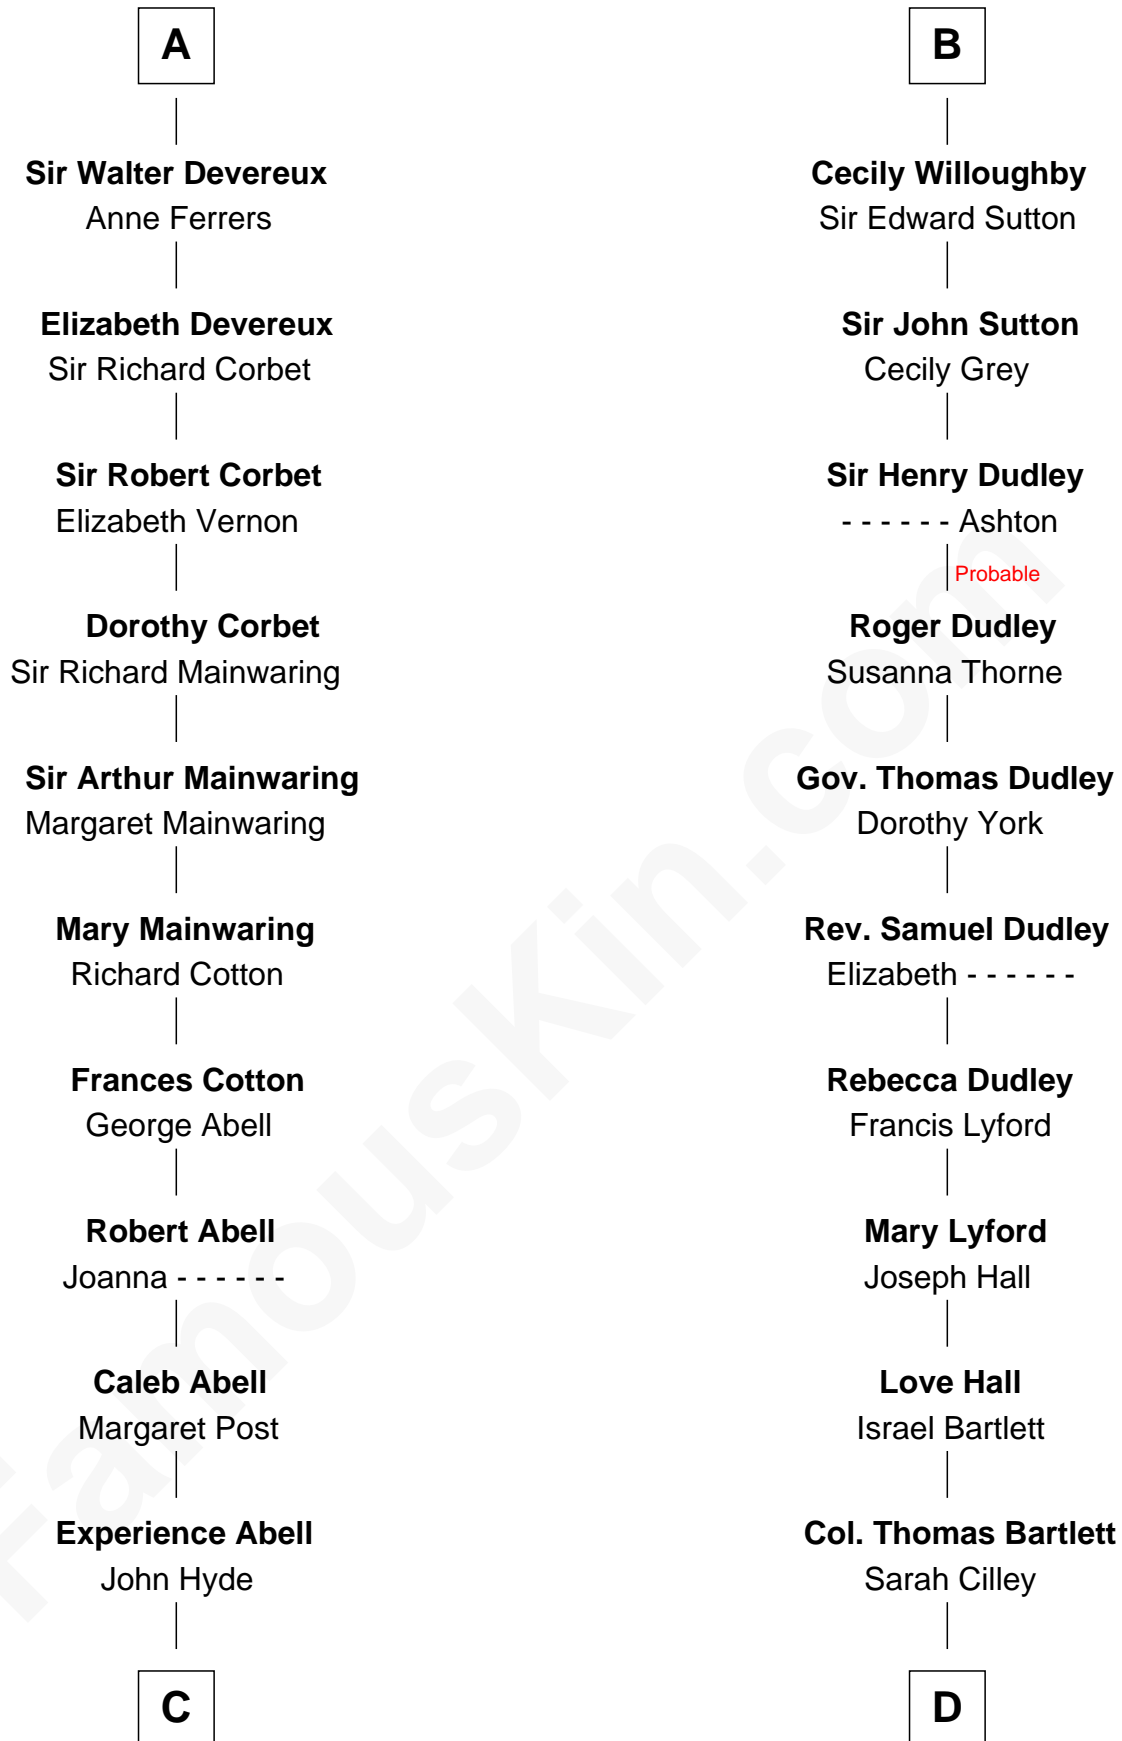 A
Sir Walter Devereux
Anne Ferrers
Elizabeth Devereux
Sir Richard Corbet
Sir Robert Corbet
Elizabeth Vernon
Dorothy Corbet
Sir Richard Mainwaring
Sir Arthur Mainwaring
Margaret Mainwaring
Mary Mainwaring
Richard Cotton
Frances Cotton
George Abell
Robert Abell
Joanna - - - - - -
Caleb Abell
Margaret Post
Experience Abell
John Hyde
C
B
Cecily Willoughby
Sir Edward Sutton
Sir John Sutton
Cecily Grey
Sir Henry Dudley
- - - - - - Ashton
Probable
Roger Dudley
Susanna Thorne
Gov. Thomas Dudley
Dorothy York
Rev. Samuel Dudley
Elizabeth - - - - - -
Rebecca Dudley
Francis Lyford
Mary Lyford
Joseph Hall
Love Hall
Israel Bartlett
Col. Thomas Bartlett
Sarah Cilley
D
FamousKin.com